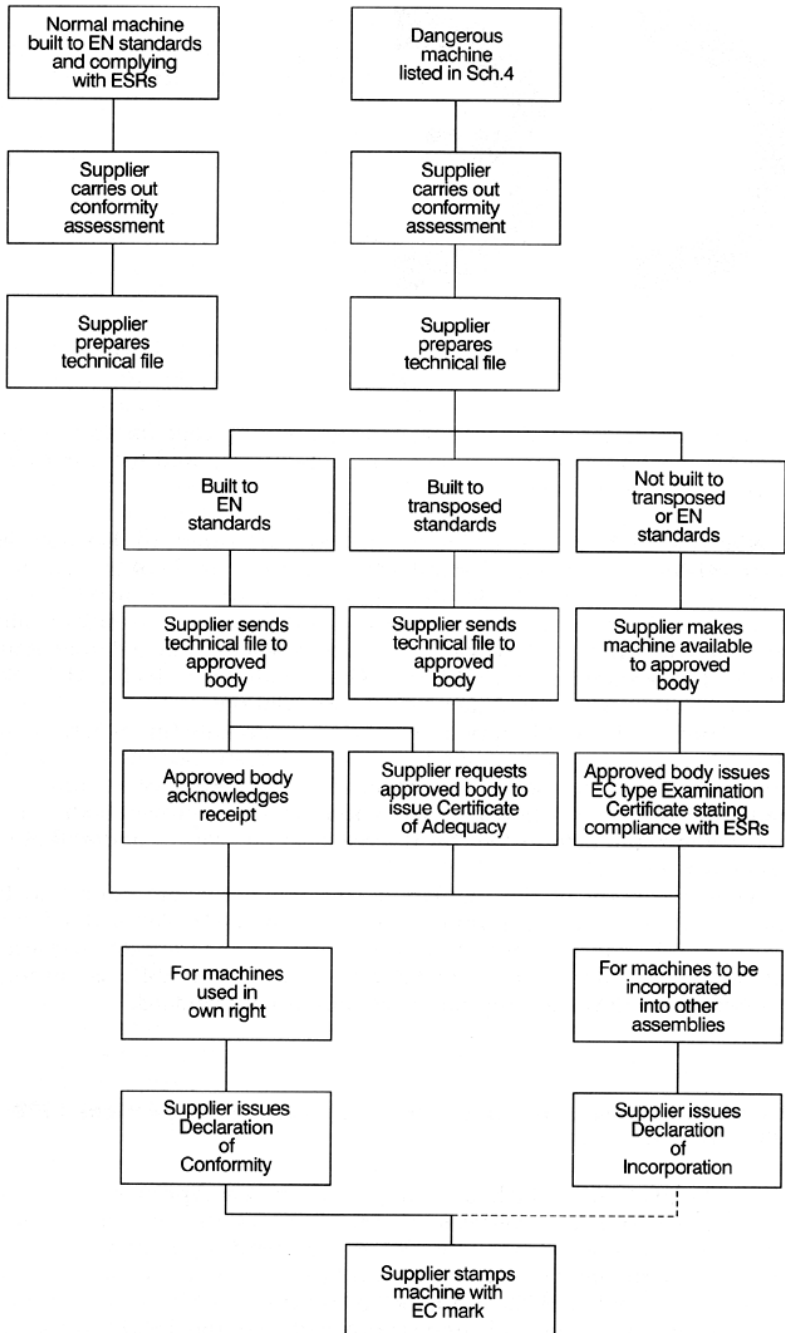 Normal machine
built to EN standards
and complying
with ESRs
Dangerous
machine
listed in Sch.4
Supplier
carries out
conformity
assessment
Supplier
carries out
conformity
assessment
Supplier
prepares
technical file
Supplier
prepares
technical file
Built to
EN
standards
Built to
transposed
standards
Not built to
transposed
or EN
standards
Supplier sends
technical file to
approved
body
Supplier sends
technical file to
approved
body
Supplier makes
machine available
to approved
body
Approved body
acknowledges
receipt
Supplier requests
approved body to
issue Certificate
of Adequacy
Approved body issues
EC type Examination
Certificate stating
compliance with ESRs
For machines
used in
own right
For machines to be
incorporated
into other
assemblies
Supplier issues
Declaration
of
Conformity
Supplier issues
Declaration
of
Incorporation
Supplier stamps
machine with
EC mark